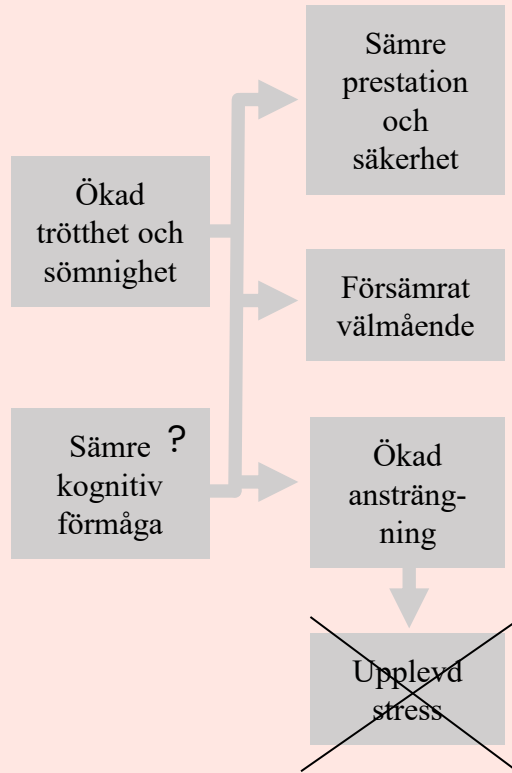 Sämre
prestation
och
säkerhet
Ökad
trötthet och
sömnighet
Försämrat
välmående
Sämre ?
kognitiv
förmåga
Ökad
ansträng-
ning
Upplevd
stress